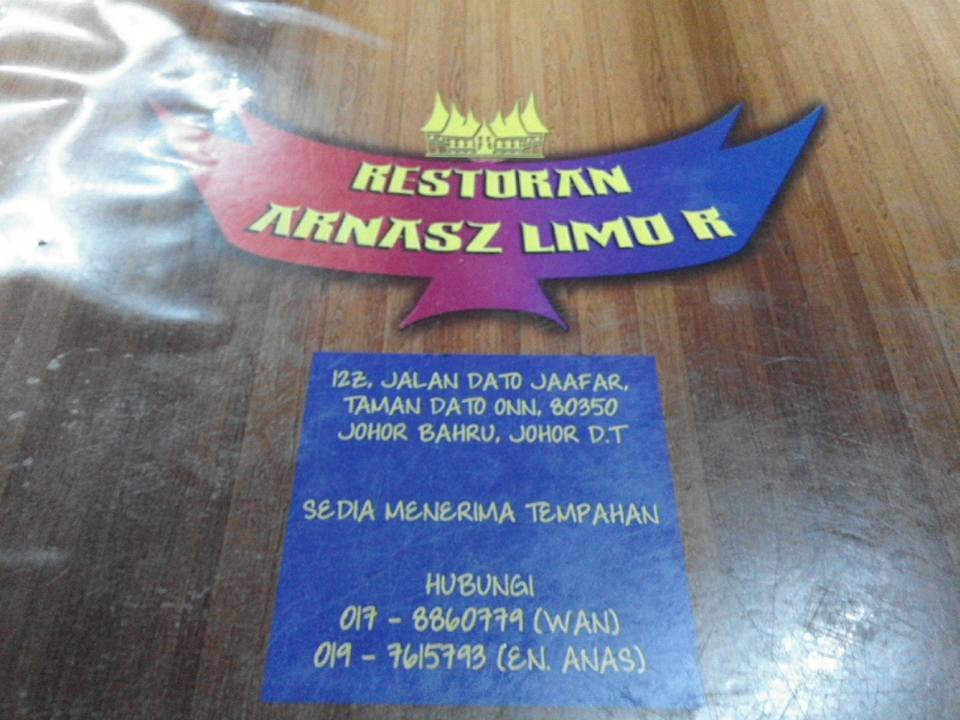 RESTORAN
ARNASZ LIMO R
12Z, JALAN DATO JAAFAR,
TAMAN DATO ONN, 80350
JOHOR BAHRU, JOHOR D.T
SEDIA MENERIMA TEMPAHAN
HUBUNGI
017 - 8860779 (WAN)
019 - 7615793 (EN. ANAS)